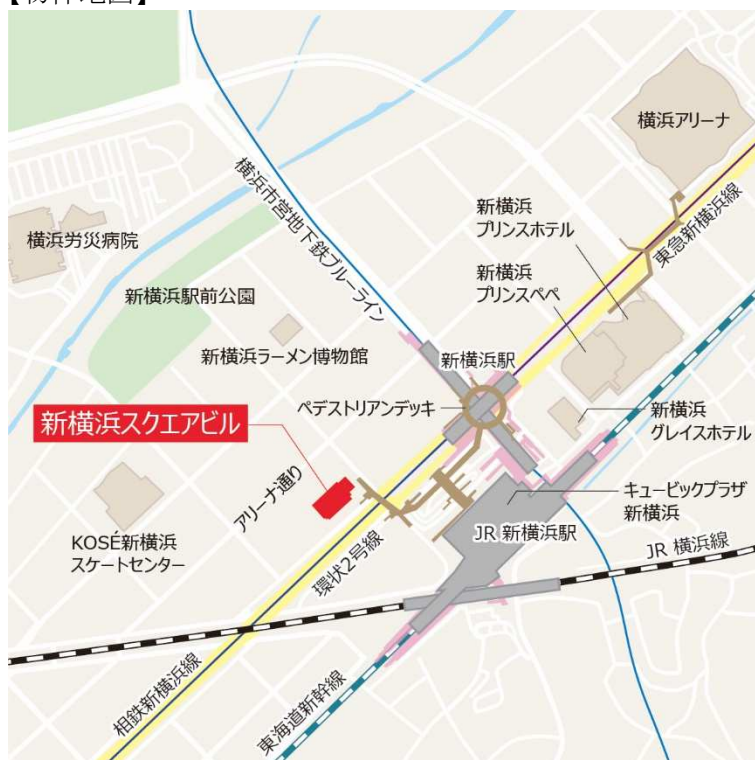 【物件地図】
横浜アリーナ
横浜市営地下鉄ブルーライン
新横浜
プリンスホテル
東急新横浜線
横浜労災病院
新横浜
プリンスペペ
新横浜駅前公園
新横浜ラーメン博物館
新横浜駅
ペデストリアンデッキ
新横浜スクエアビル
新横浜
グレイスホテル
アリーナ通り
キュービックプラザ
新横浜
KOSÉ新横浜
スケートセンター
環状2号線
JR 新横浜駅
JR 横浜線
相鉄新横浜線
東海道新幹線